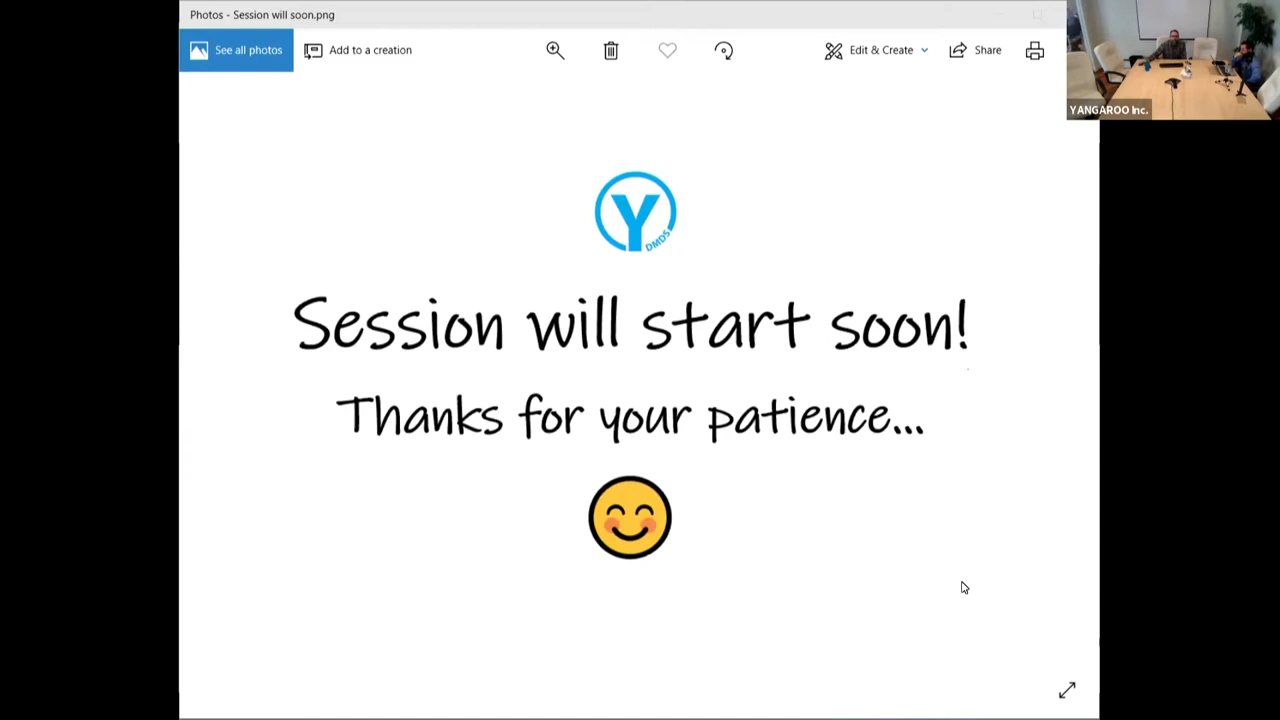 Photos - Session will soon.png
See all photos
Add to a creation
Edit & Create
Share
YANGAROO Inc.
Y
DMDS
Session will start soon!
Thanks for your patience...